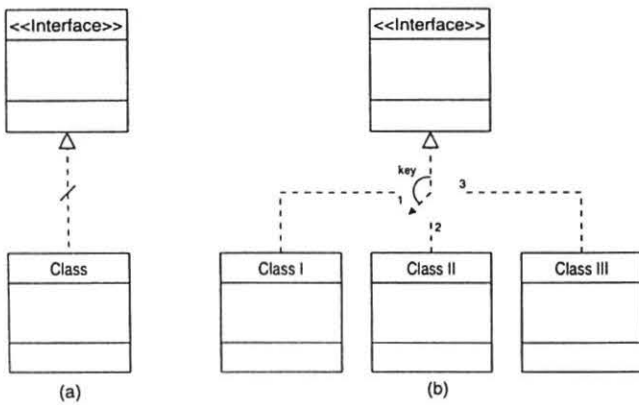 <<Interface>>
Class
(a)
<<Interface>>
key
1
2
3
Class I
Class II
Class III
(b)